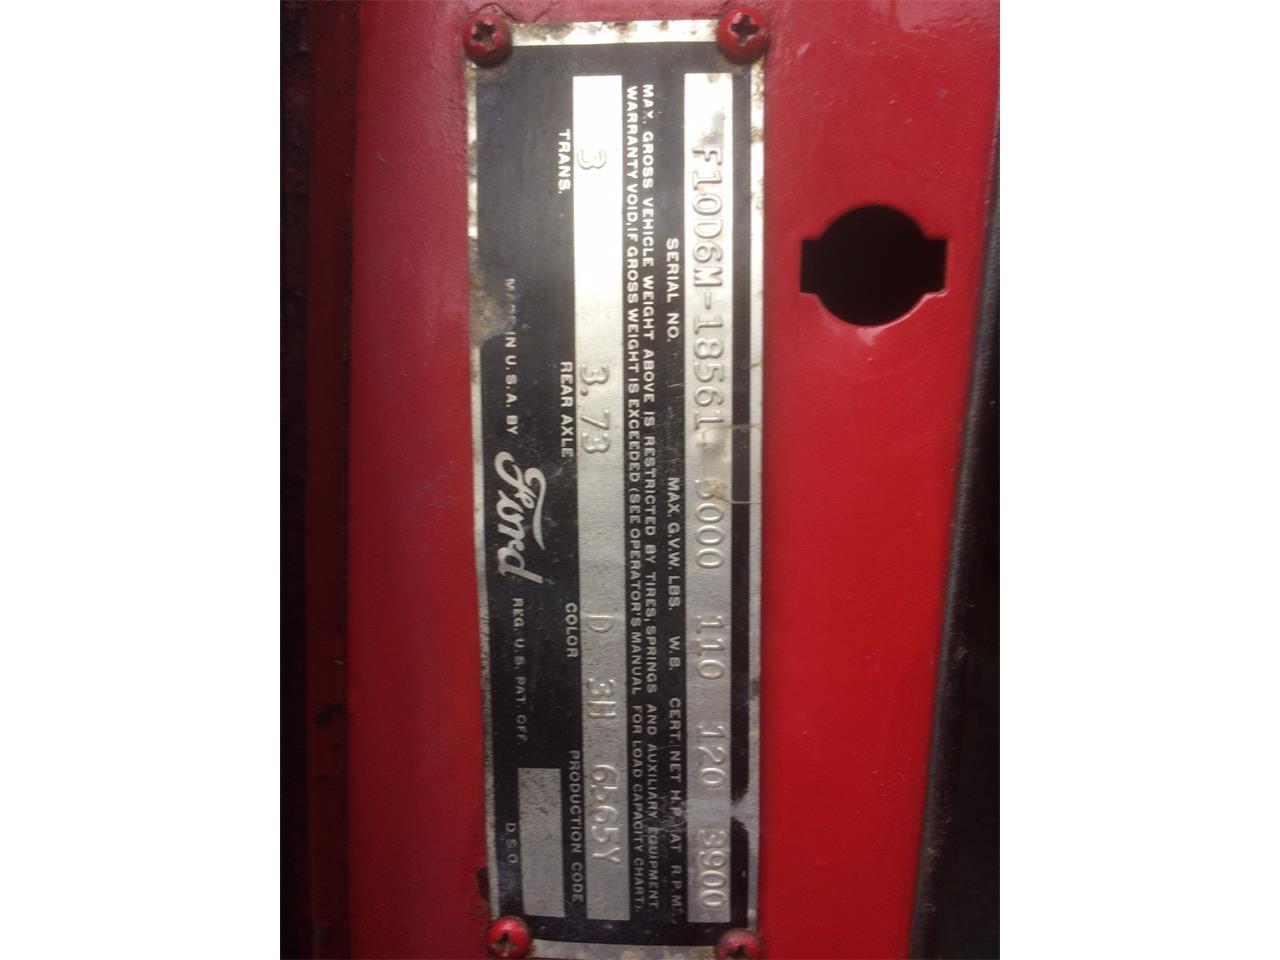 F10D6M-18561 5000 110 120 3900
SERIAL NO. MAX. G.V.W. LBS. W.B. CERT. NET H.P. AT R.P.M.
MAX. GROSS VEHICLE WEIGHT ABOVE IS RESTRICTED BY TIRES, SPRINGS AND AUXILIARY EQUIPMENT.
WARRANTY VOID, IF GROSS WEIGHT IS EXCEEDED (SEE OPERATOR'S MANUAL FOR LOAD CAPACITY CHART).
3 3.73 D 3H 6565Y
TRANS. REAR AXLE COLOR PRODUCTION CODE
MADE IN U.S.A. BY Ford REG. U.S. PAT. OFF. D.S.O.